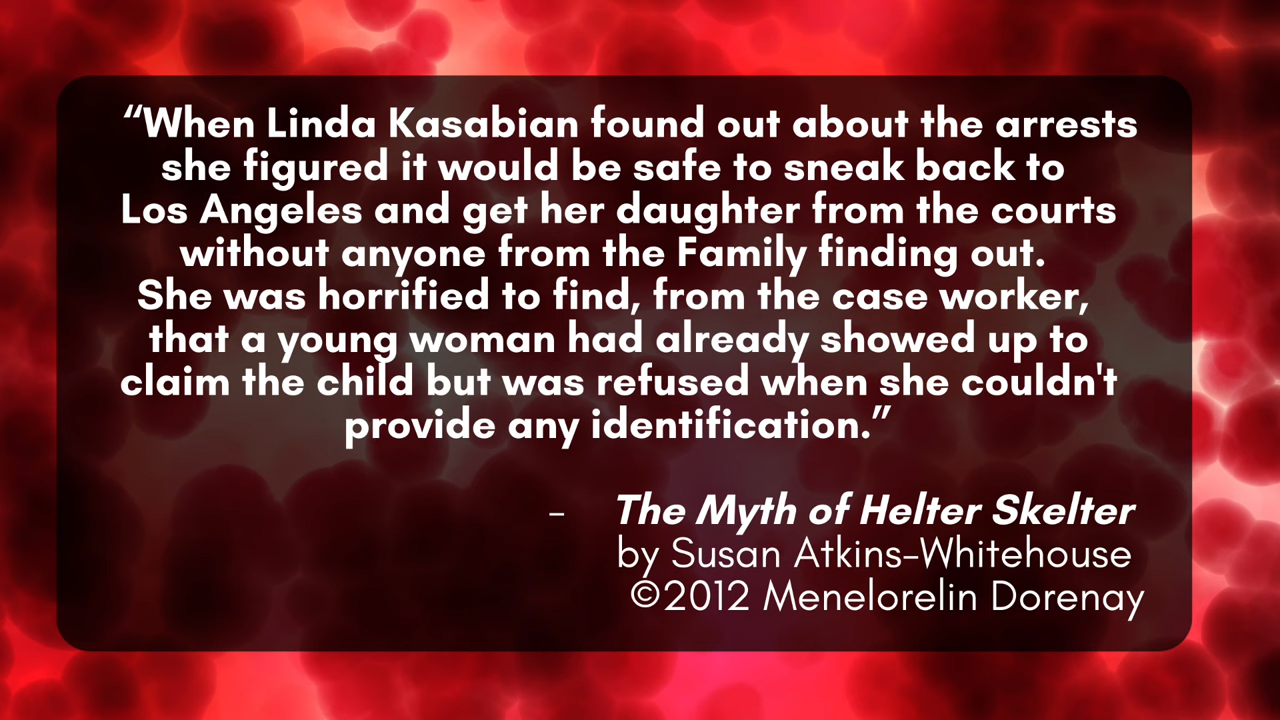 “When Linda Kasabian found out about the arrests
she figured it would be safe to sneak back to
Los Angeles and get her daughter from the courts
without anyone from the Family finding out.
She was horrified to find, from the case worker,
that a young woman had already showed up to
claim the child but was refused when she couldn't
provide any identification.”
– The Myth of Helter Skelter
by Susan Atkins-Whitehouse
©2012 Menelorelin Dorenay